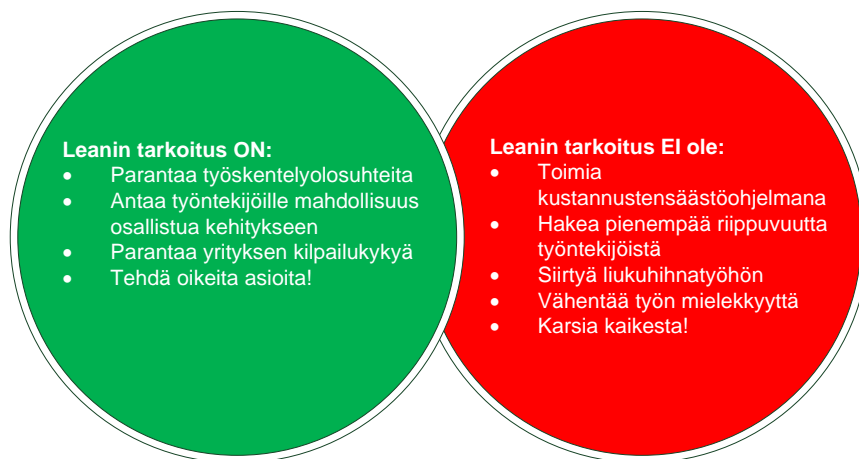 Leanin tarkoitus ON:
• Parantaa työskentelyolosuhteita
• Antaa työntekijöille mahdollisuus
osallistua kehitykseen
• Parantaa yrityksen kilpailukykyä
• Tehdä oikeita asioita!
Leanin tarkoitus EI ole:
• Toimia
kustannustensäästöohjelmana
• Hakea pienempää riippuvuutta
työntekijöistä
• Siirtyä liukuhihnatyöhön
• Vähentää työn mielekkyyttä
• Karsia kaikesta!